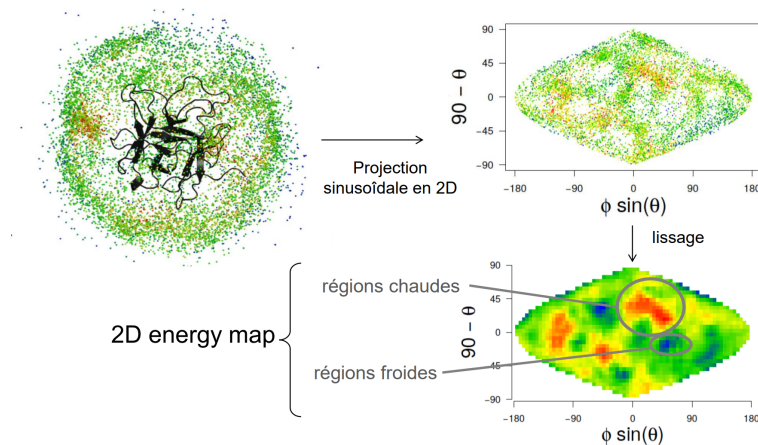 90
45
0
−45
−90
90 − θ
−180
−90
0
90
180
ϕ sin(θ)
Projection
sinusoîdale en 2D
lissage
régions chaudes
2D energy map
régions froides
90
45
0
−45
−90
90 − θ
−180
−90
0
90
180
ϕ sin(θ)